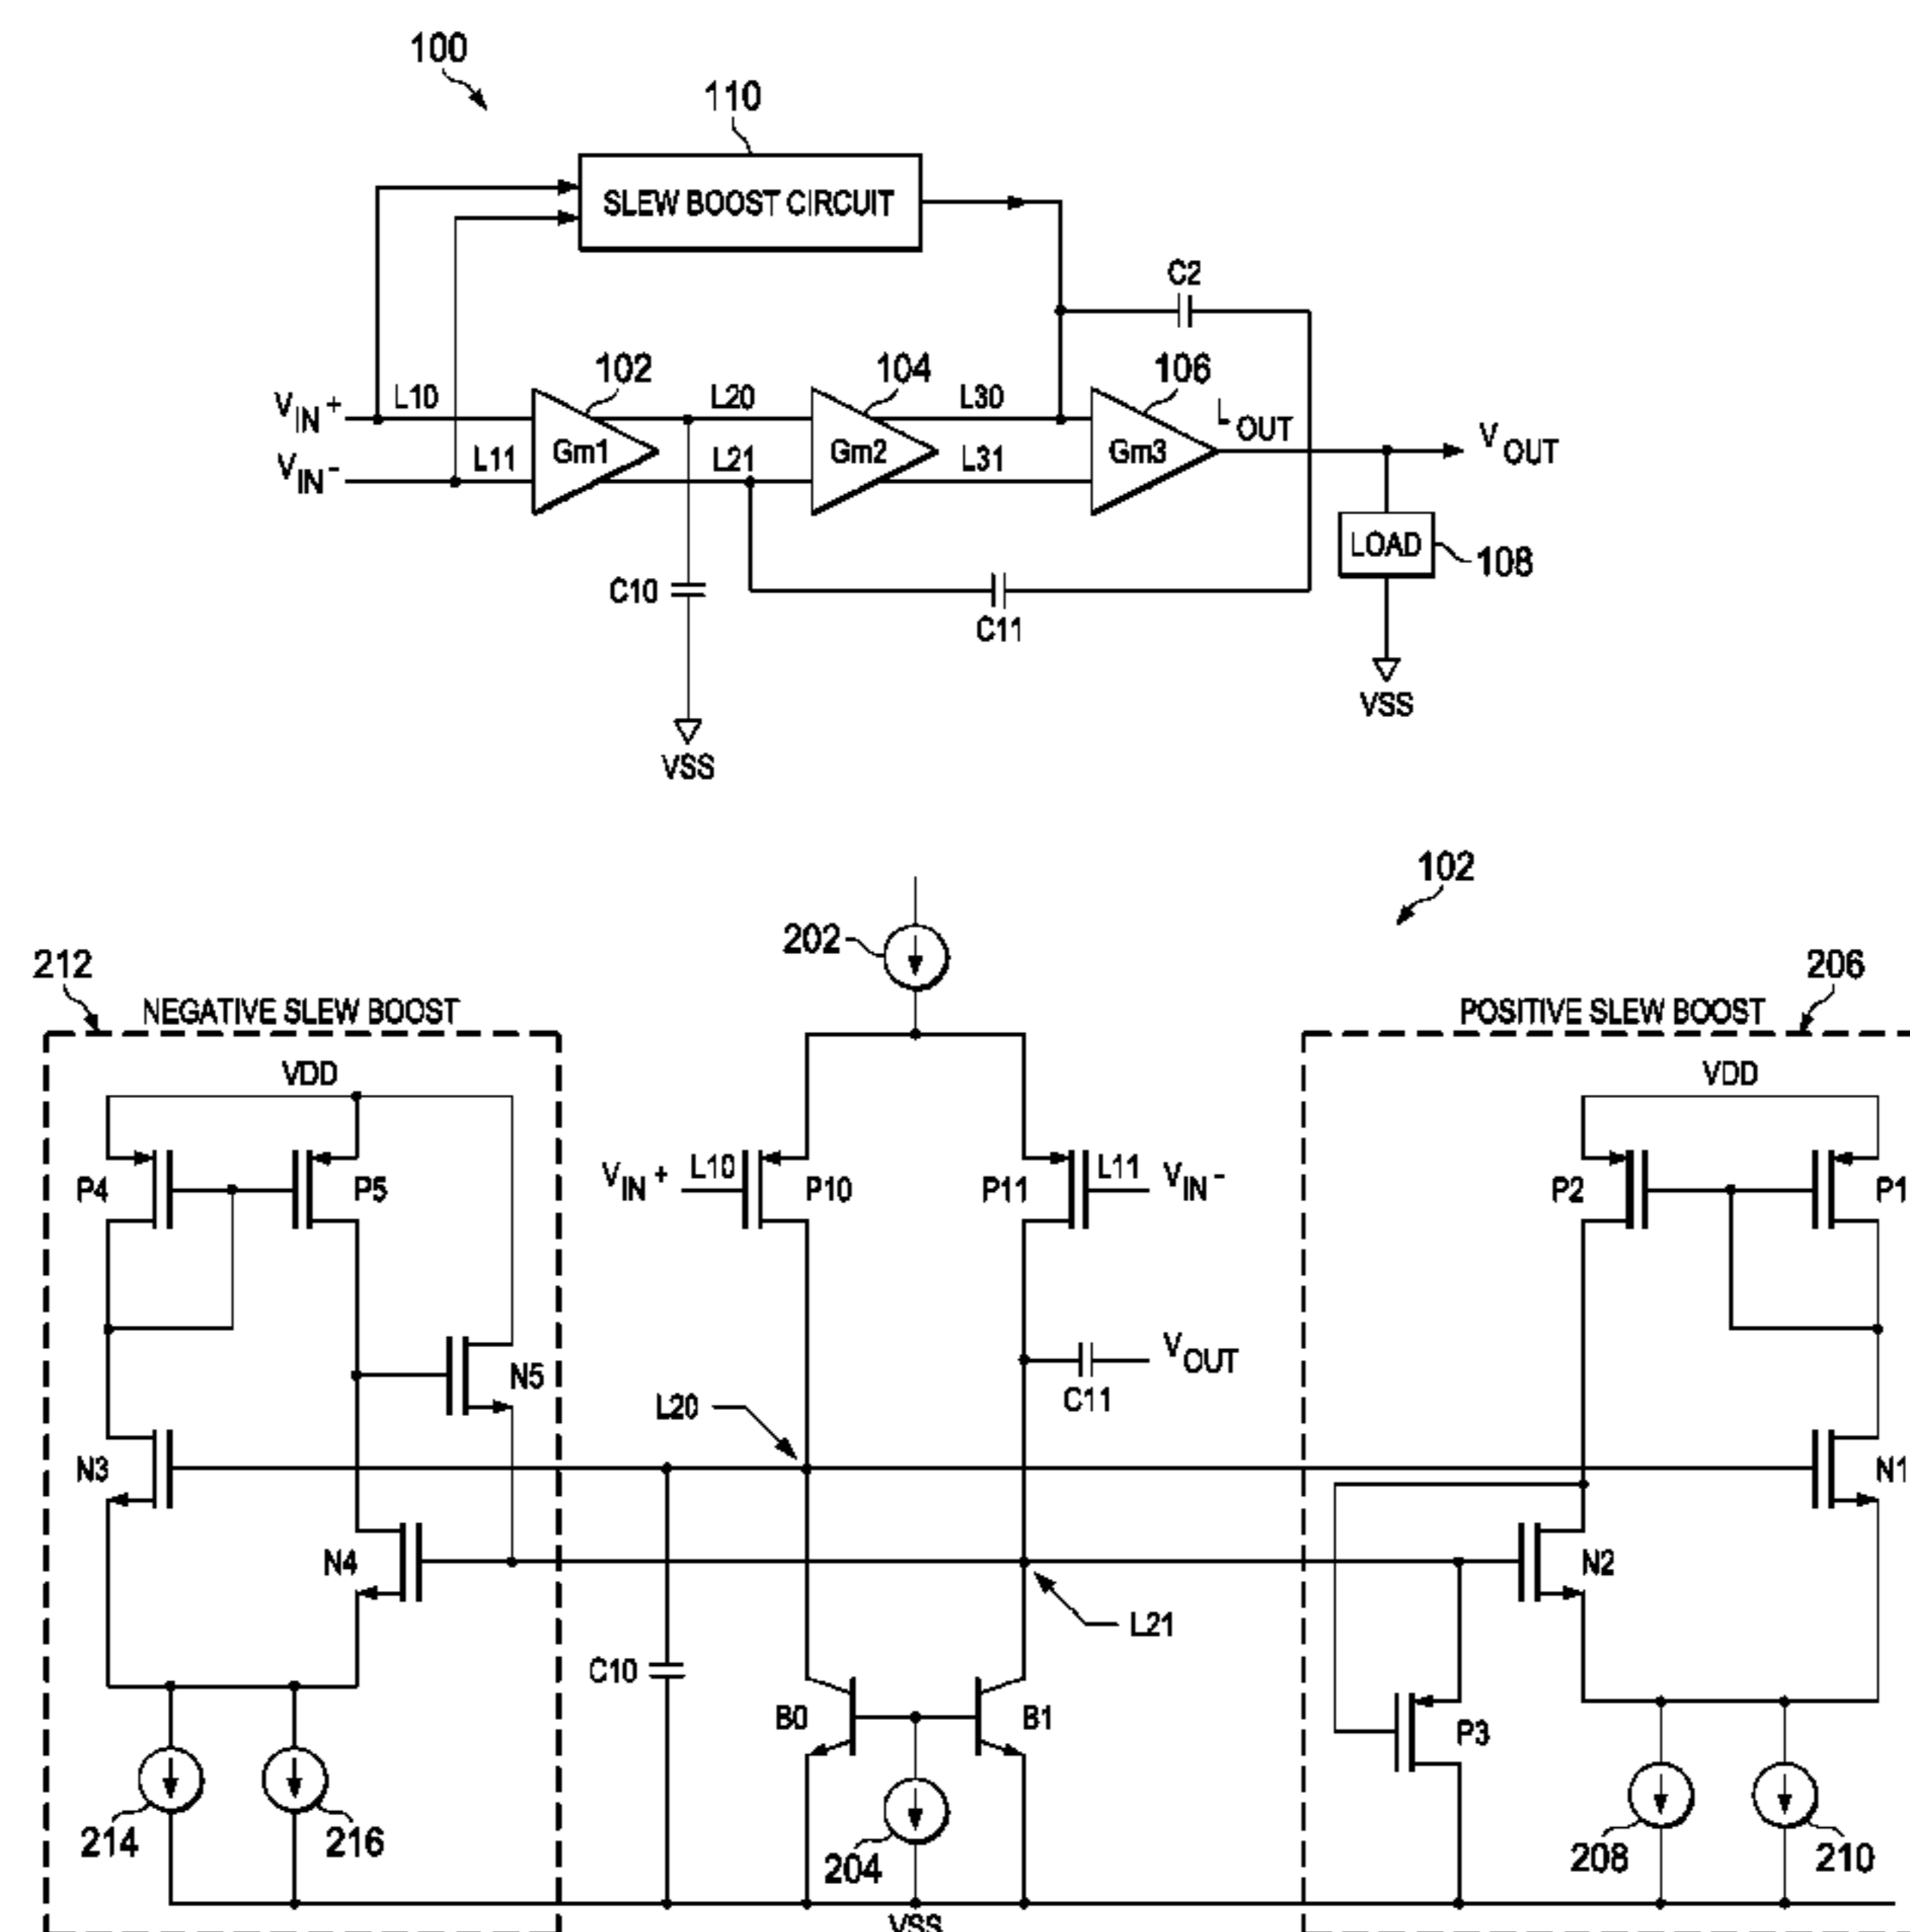 100
110
SLEW BOOST CIRCUIT
C2
VIN+ L10 102 L20 104 L30 106 LOUT
Gm1 Gm2 Gm3 VOUT
VIN- L11 L21 L31
LOAD 108
C10
C11
VSS
VSS
102
202
212
206
NEGATIVE SLEW BOOST
POSITIVE SLEW BOOST
VDD
VDD
P4 P5 VIN+ L10 P10 P11 L11 VIN- P2 P1
VOUT
N5 C11
L20
N3 N1
N4 N2
L21
C10
B0 B1 P3
214 216 204 208 210
VSS